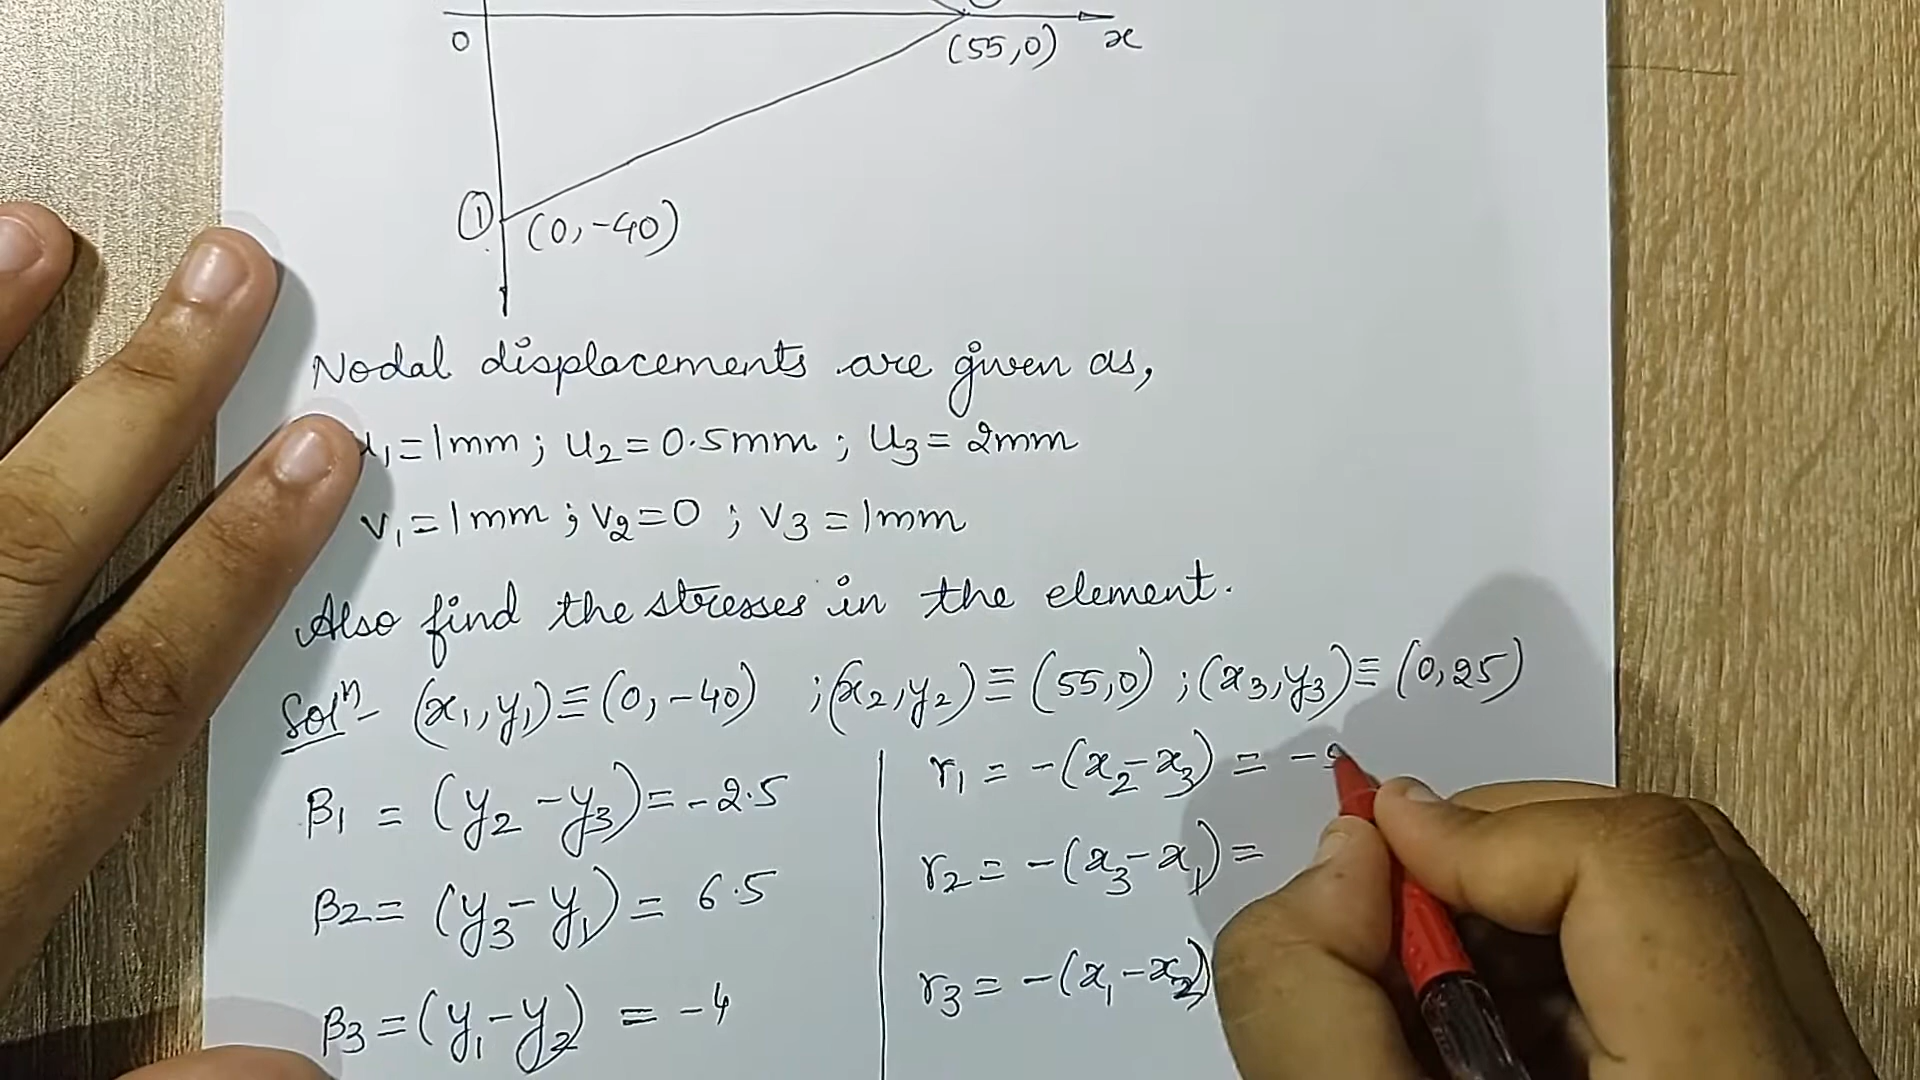 0 (55,0) x
① (0,-40)
Nodal displacements are given as,
u₁=1mm ; u₂=0.5mm ; u₃=2mm
v₁=1mm ; v₂=0 ; v₃=1mm
Also find the stresses in the element.
Solⁿ- (x₁,y₁)≡(0,-40) ;(x₂,y₂)≡(55,0) ;(x₃,y₃)≡(0,25)
β₁ = (y₂-y₃)=-2.5
β₂= (y₃-y₁)= 6.5
β₃=(y₁-y₂) = -4
r₁ = -(x₂-x₃) = -
r₂= -(x₃-x₁)=
r₃= -(x₁-x₂)